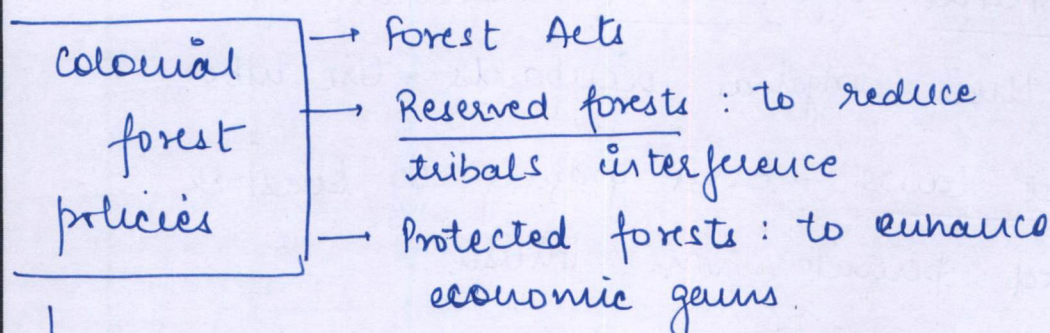 colonial
forest
policies
→ Forest Acts
→ Reserved forests : to reduce
tribals interference
→ Protected forests : to enhance
economic gains.